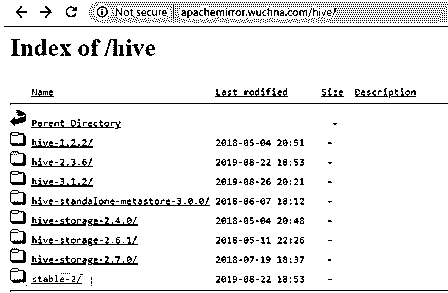 Not secure | apachemirror.wuchna.com/hive/
Index of /hive
Name Last modified Size Description
Parent Directory -
hive-1.2.2/ 2018-05-04 20:51 -
hive-2.3.6/ 2019-08-22 18:53 -
hive-3.1.2/ 2019-08-26 20:21 -
hive-standalone-metastore-3.0.0/ 2018-06-07 18:12 -
hive-storage-2.4.0/ 2018-05-04 20:48 -
hive-storage-2.6.1/ 2018-05-11 22:26 -
hive-storage-2.7.0/ 2018-07-19 18:37 -
stable-2/ 2019-08-22 18:53 -